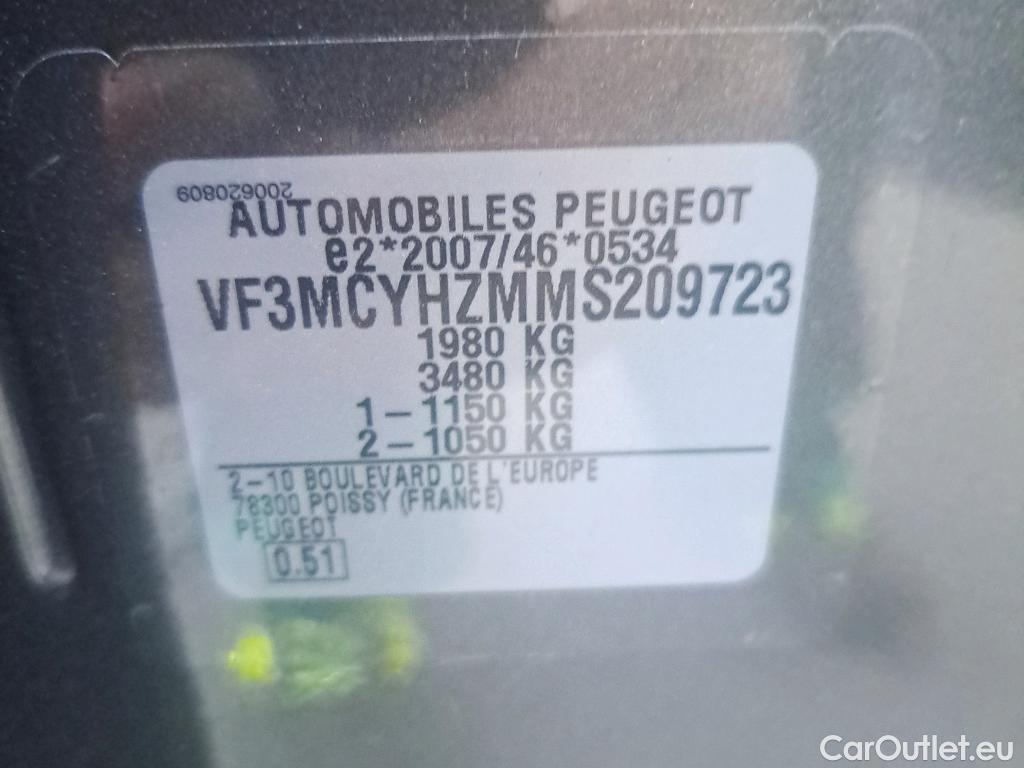 200620809
AUTOMOBILES PEUGEOT
e2*2007/46*0534
VF3MCYHZMMS209723
1980 KG
3480 KG
1-1150 KG
2-1050 KG
2-10 BOULEVARD DE L'EUROPE
78300 POISSY (FRANCE)
PEUGEOT
0.51
CarOutlet.eu